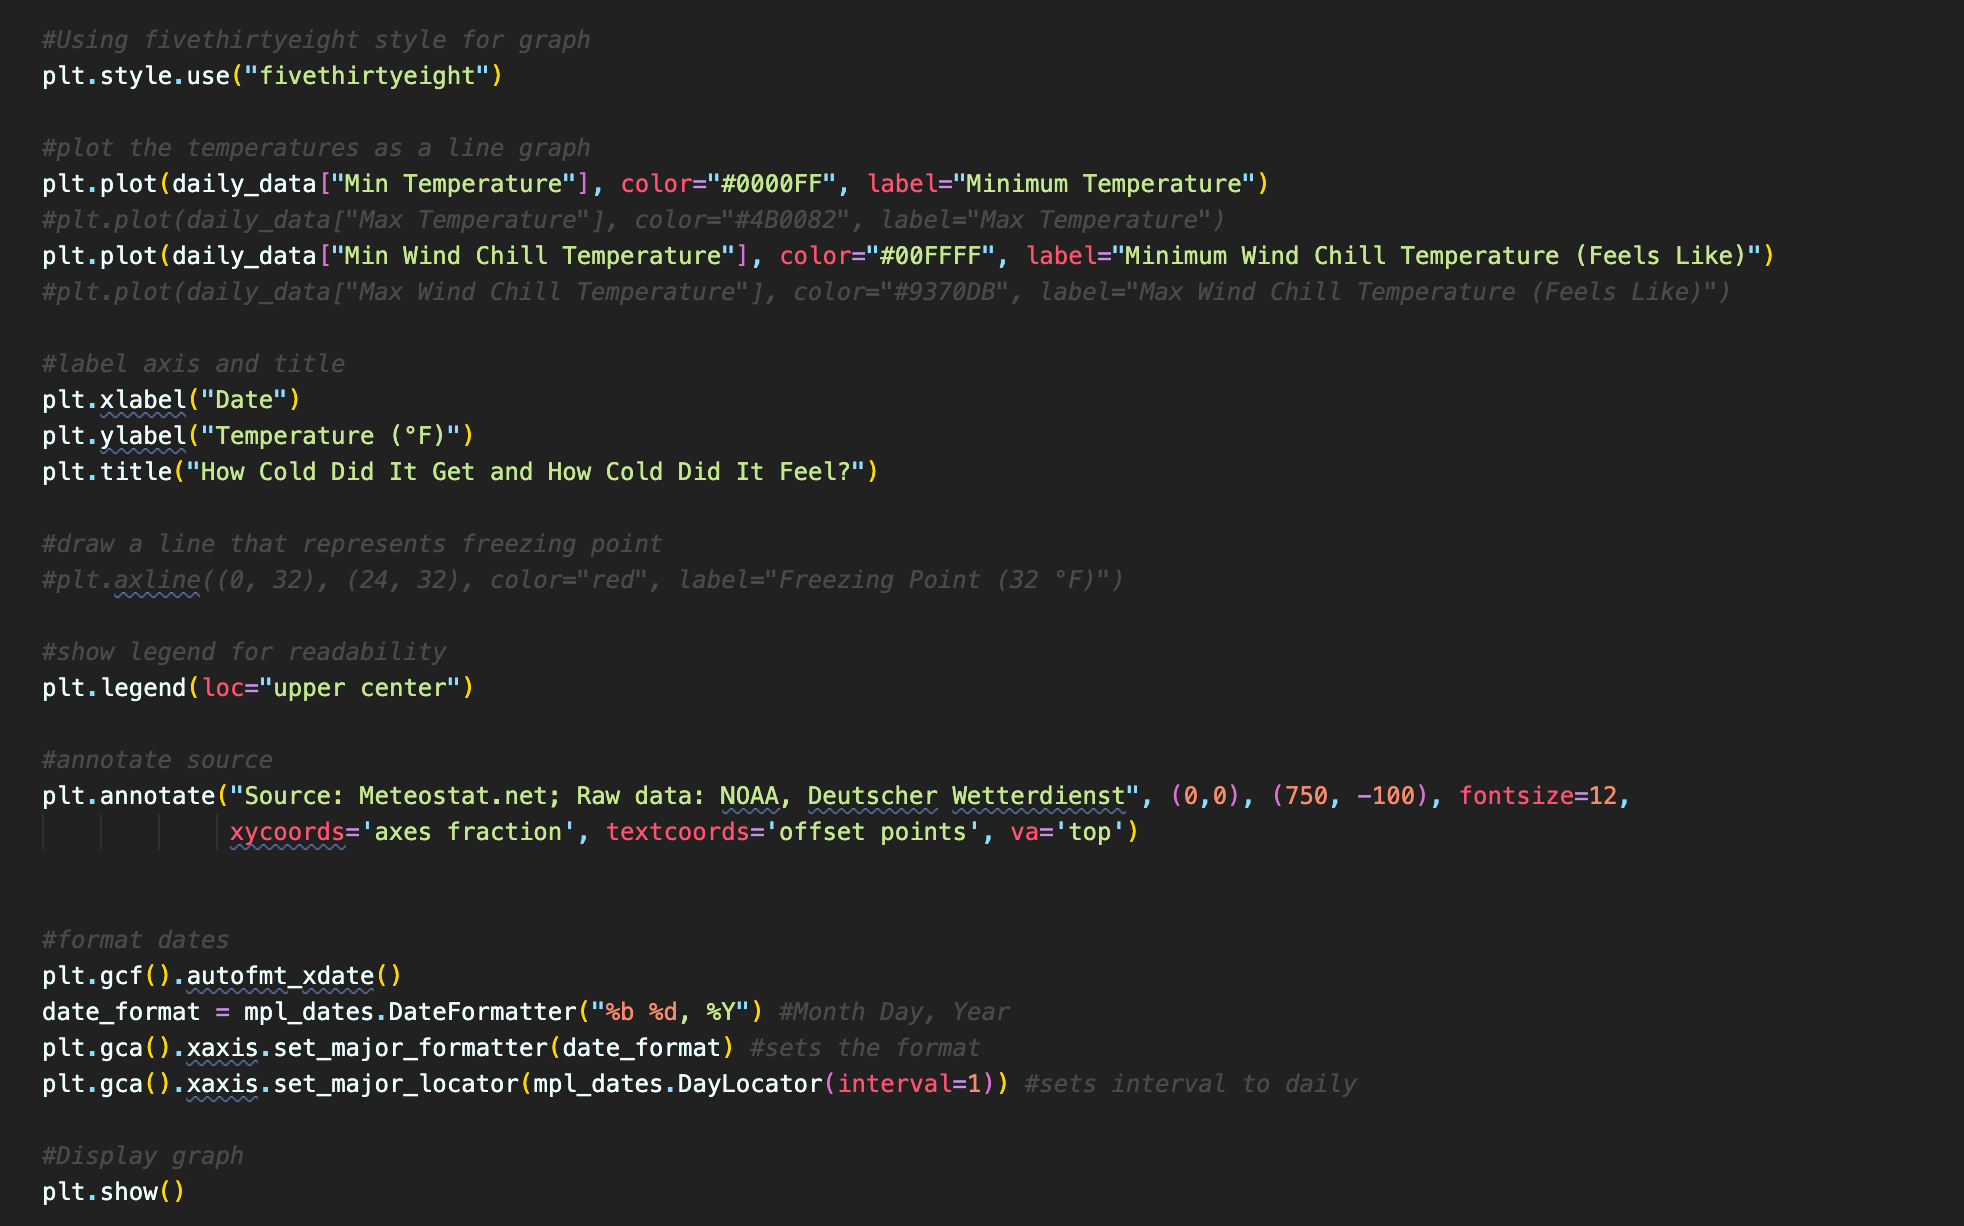 #Using fivethirtyeight style for graph
plt.style.use("fivethirtyeight")
#plot the temperatures as a line graph
plt.plot(daily_data["Min Temperature"], color="#0000FF", label="Minimum Temperature")
#plt.plot(daily_data["Max Temperature"], color="#4B0082", label="Max Temperature")
plt.plot(daily_data["Min Wind Chill Temperature"], color="#00FFFF", label="Minimum Wind Chill Temperature (Feels Like)")
#plt.plot(daily_data["Max Wind Chill Temperature"], color="#9370DB", label="Max Wind Chill Temperature (Feels Like)")
#label axis and title
plt.xlabel("Date")
plt.ylabel("Temperature (°F)")
plt.title("How Cold Did It Get and How Cold Did It Feel?")
#draw a line that represents freezing point
#plt.axline((0, 32), (24, 32), color="red", label="Freezing Point (32 °F)")
#show legend for readability
plt.legend(loc="upper center")
#annotate source
plt.annotate("Source: Meteostat.net; Raw data: NOAA, Deutscher Wetterdienst", (0,0), (750, -100), fontsize=12,
xycoords='axes fraction', textcoords='offset points', va='top')
#format dates
plt.gcf().autofmt_xdate()
date_format = mpl_dates.DateFormatter("%b %d, %Y") #Month Day, Year
plt.gca().xaxis.set_major_formatter(date_format) #sets the format
plt.gca().xaxis.set_major_locator(mpl_dates.DayLocator(interval=1)) #sets interval to daily
#Display graph
plt.show()